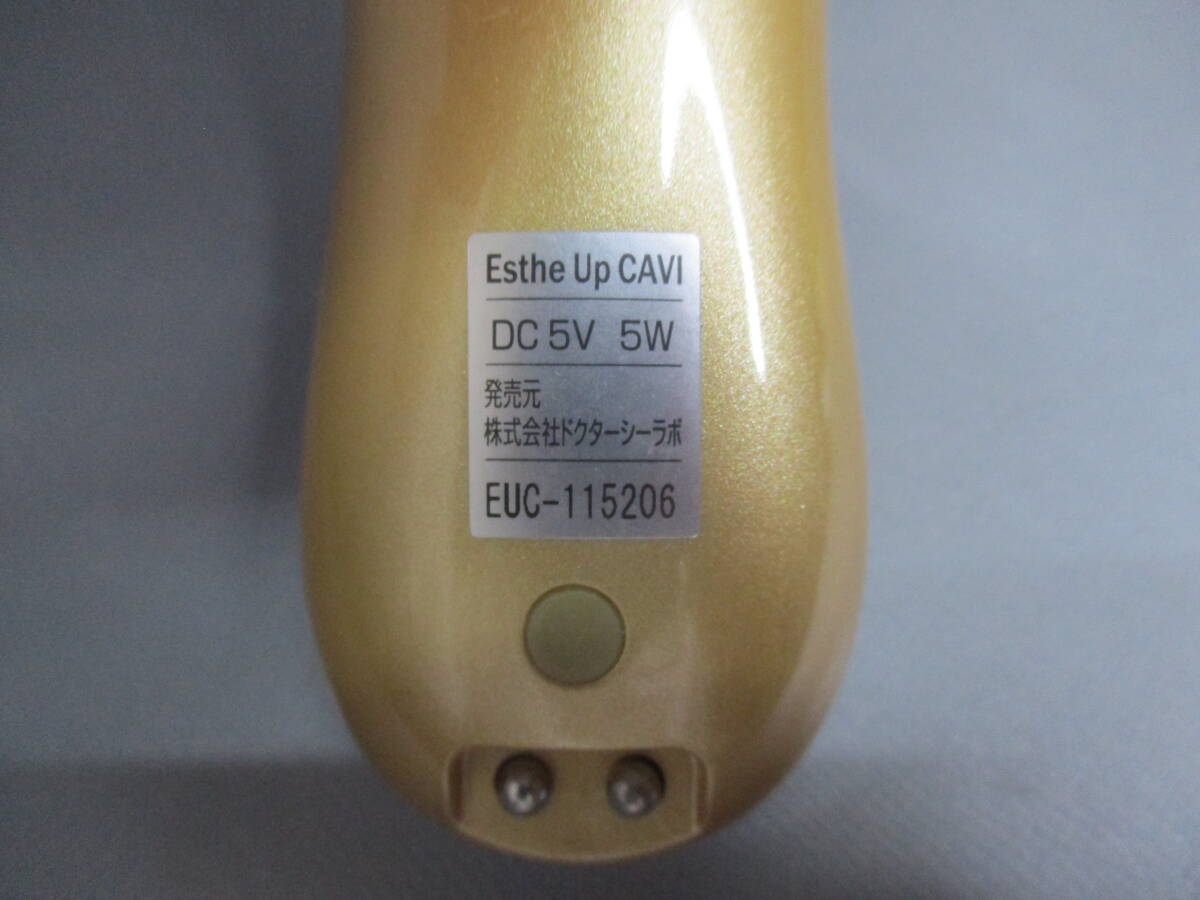 Esthe Up CAVI
DC 5V 5W
発売元
株式会社ドクターシーラボ
EUC-115206